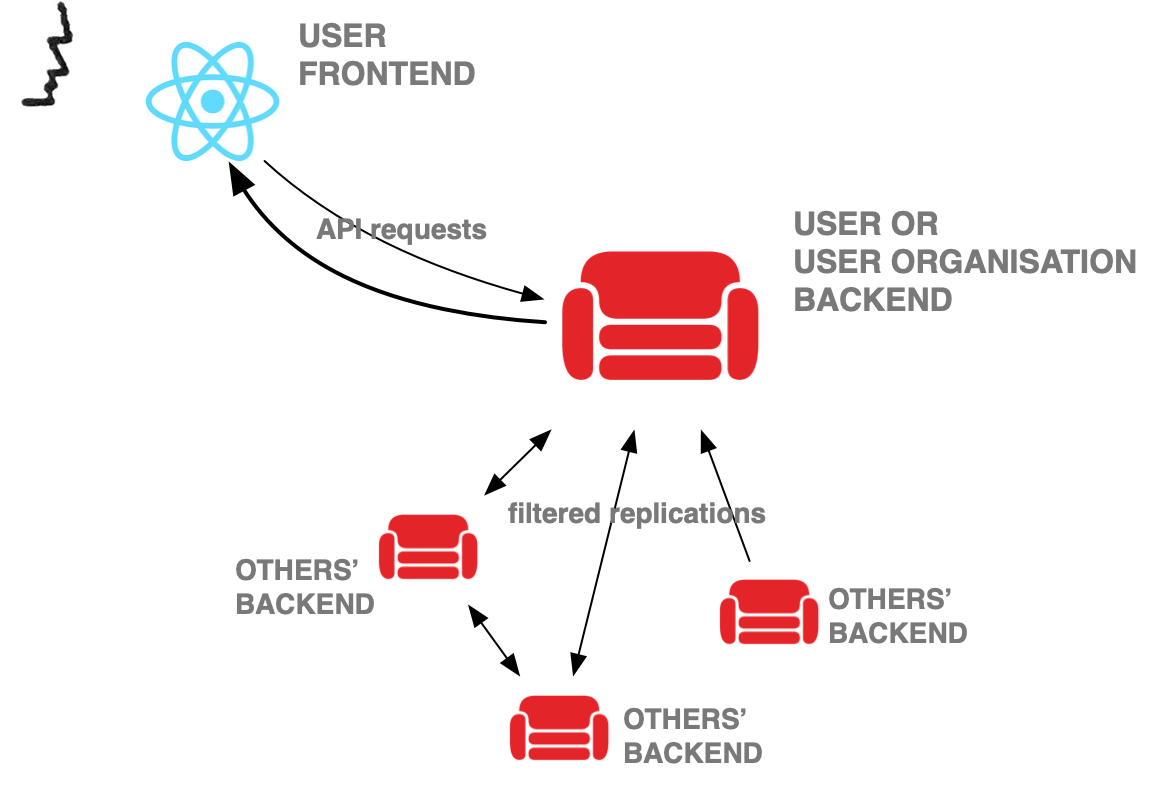 USER
FRONTEND
API requests
USER OR
USER ORGANISATION
BACKEND
filtered replications
OTHERS’
BACKEND
OTHERS’
BACKEND
OTHERS’
BACKEND